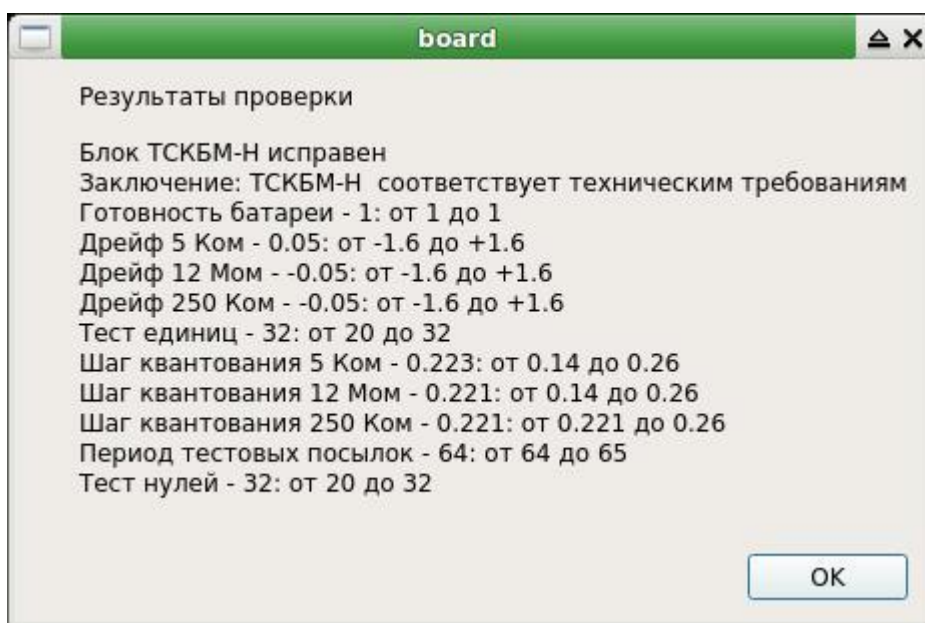 board
Результаты проверки
Блок ТСКБМ-Н исправен
Заключение: ТСКБМ-Н  соответствует техническим требованиям
Готовность батареи - 1: от 1 до 1
Дрейф 5 Ком - 0.05: от -1.6 до +1.6
Дрейф 12 Мом - -0.05: от -1.6 до +1.6
Дрейф 250 Ком - -0.05: от -1.6 до +1.6
Тест единиц - 32: от 20 до 32
Шаг квантования 5 Ком - 0.223: от 0.14 до 0.26
Шаг квантования 12 Мом - 0.221: от 0.14 до 0.26
Шаг квантования 250 Ком - 0.221: от 0.221 до 0.26
Период тестовых посылок - 64: от 64 до 65
Тест нулей - 32: от 20 до 32
OK